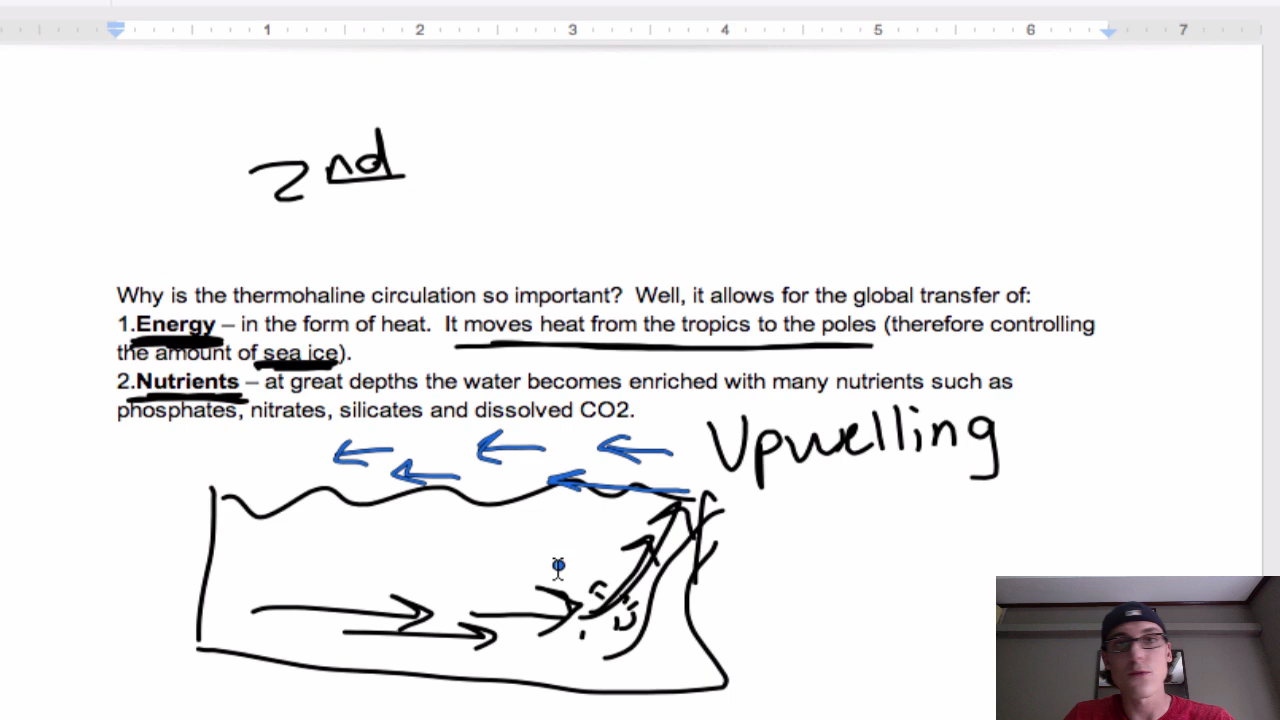 1 2 3 4 5 6 7
2nd
Why is the thermohaline circulation so important? Well, it allows for the global transfer of:
1.Energy – in the form of heat. It moves heat from the tropics to the poles (therefore controlling
the amount of sea ice).
2.Nutrients – at great depths the water becomes enriched with many nutrients such as
phosphates, nitrates, silicates and dissolved CO2.
Upwelling